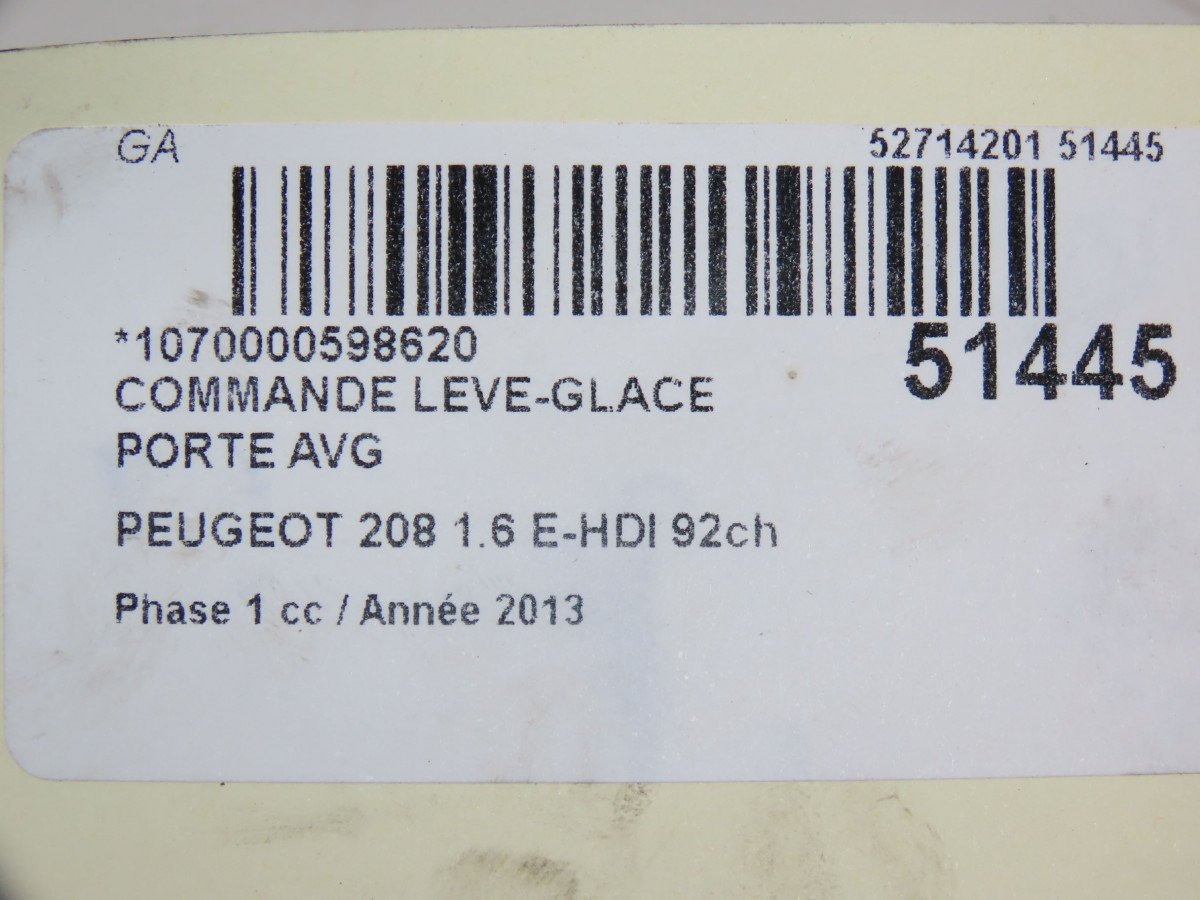 GA
52714201 51445
*1070000598620
51445
COMMANDE LEVE-GLACE
PORTE AVG
PEUGEOT 208 1.6 E-HDI 92ch
Phase 1 cc / Année 2013